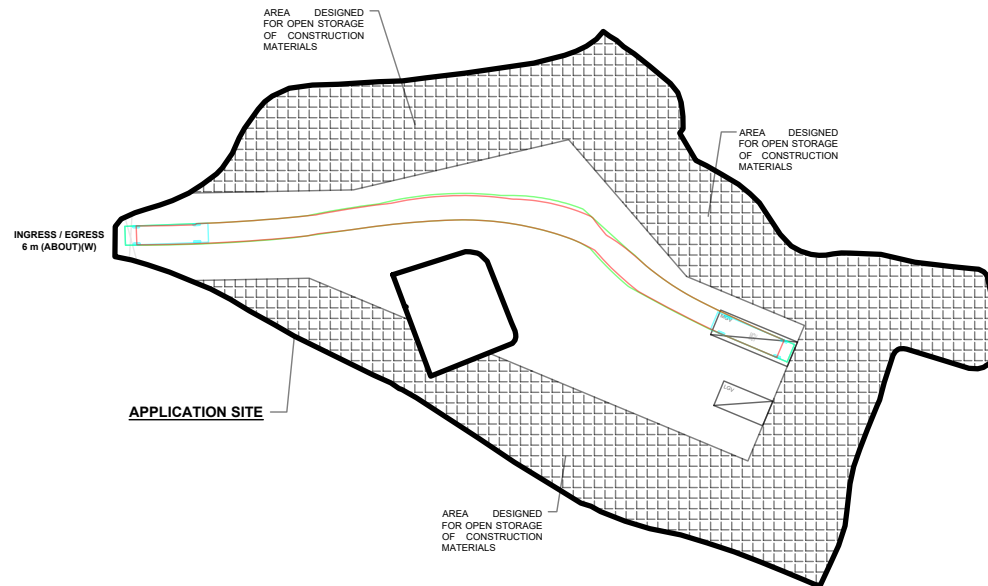 AREA DESIGNED
FOR OPEN STORAGE
OF CONSTRUCTION
MATERIALS
AREA DESIGNED
FOR OPEN STORAGE
OF CONSTRUCTION
MATERIALS
INGRESS / EGRESS
6 m (ABOUT)(W)
LGV
APPLICATION SITE
AREA DESIGNED
FOR OPEN STORAGE
OF CONSTRUCTION
MATERIALS